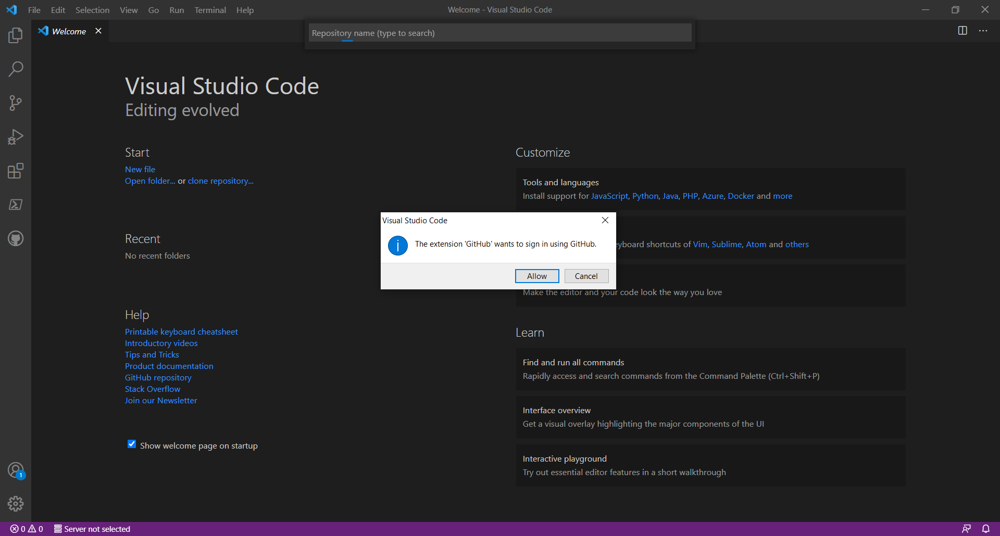 File Edit Selection View Go Run Terminal Help
Welcome - Visual Studio Code
Welcome
Repository name (type to search)
Visual Studio Code
Editing evolved
Start
New file
Open folder... or clone repository...
Recent
No recent folders
Help
Printable keyboard cheatsheet
Introductory videos
Tips and Tricks
Product documentation
GitHub repository
Stack Overflow
Join our Newsletter
Show welcome page on startup
Customize
Tools and languages
Install support for JavaScript, Python, Java, PHP, Azure, Docker and more
shortcuts of Vim, Sublime, Atom and others
Make the editor and your code look the way you love
Visual Studio Code
The extension 'GitHub' wants to sign in using GitHub.
Allow
Cancel
Learn
Find and run all commands
Rapidly access and search commands from the Command Palette (Ctrl+Shift+P)
Interface overview
Get a visual overlay highlighting the major components of the UI
Interactive playground
Try out essential editor features in a short walkthrough
1
0 0 Server not selected